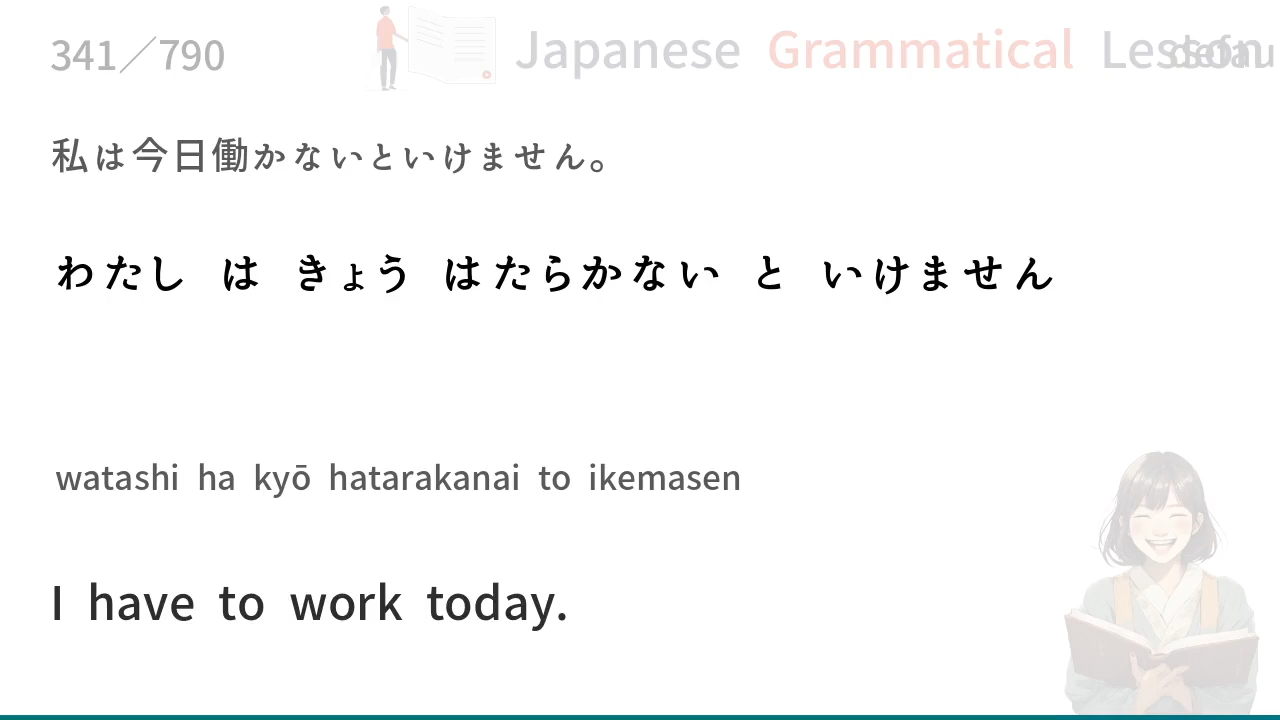 341／790
Japanese Grammatical Lesson
私は今日働かないといけません。
わたし は きょう はたらかない と いけません
watashi ha kyō hatarakanai to ikemasen
I have to work today.